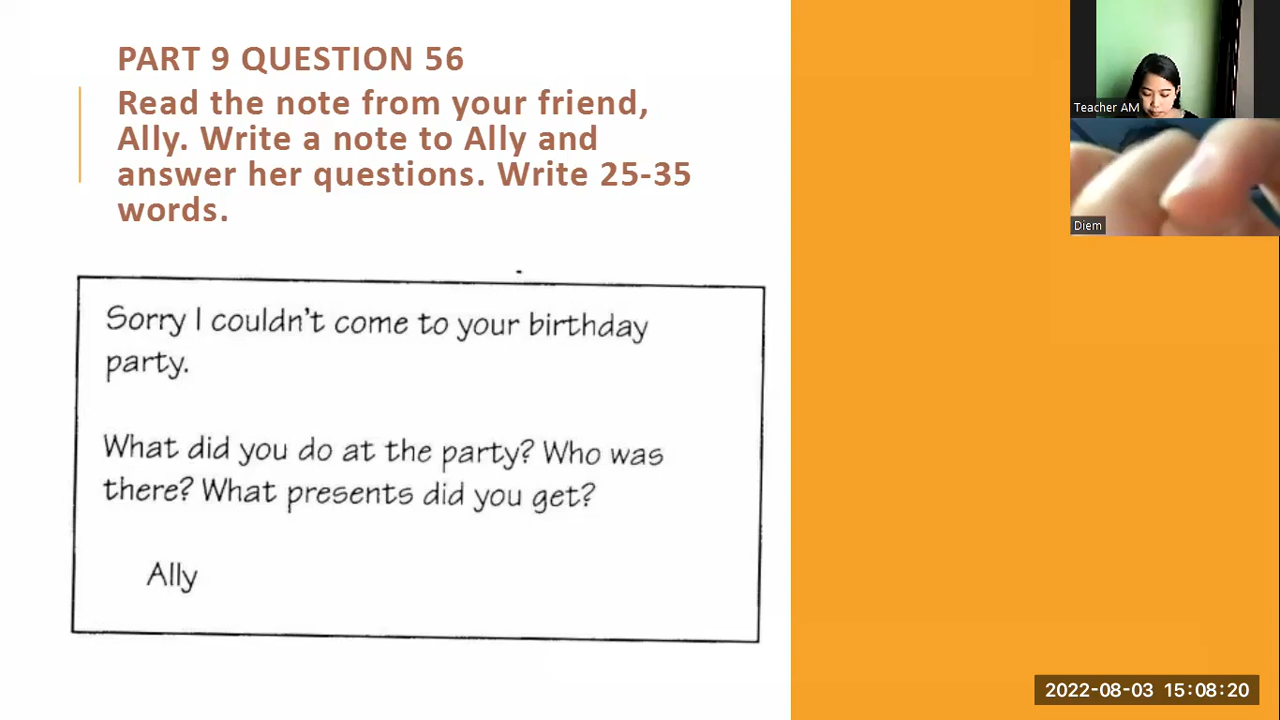 PART 9 QUESTION 56
Read the note from your friend,
Ally. Write a note to Ally and
answer her questions. Write 25-35
words.
Sorry I couldn't come to your birthday
party.
What did you do at the party? Who was
there? What presents did you get?
Ally
Teacher AM
Diem
2022-08-03 15:08:20